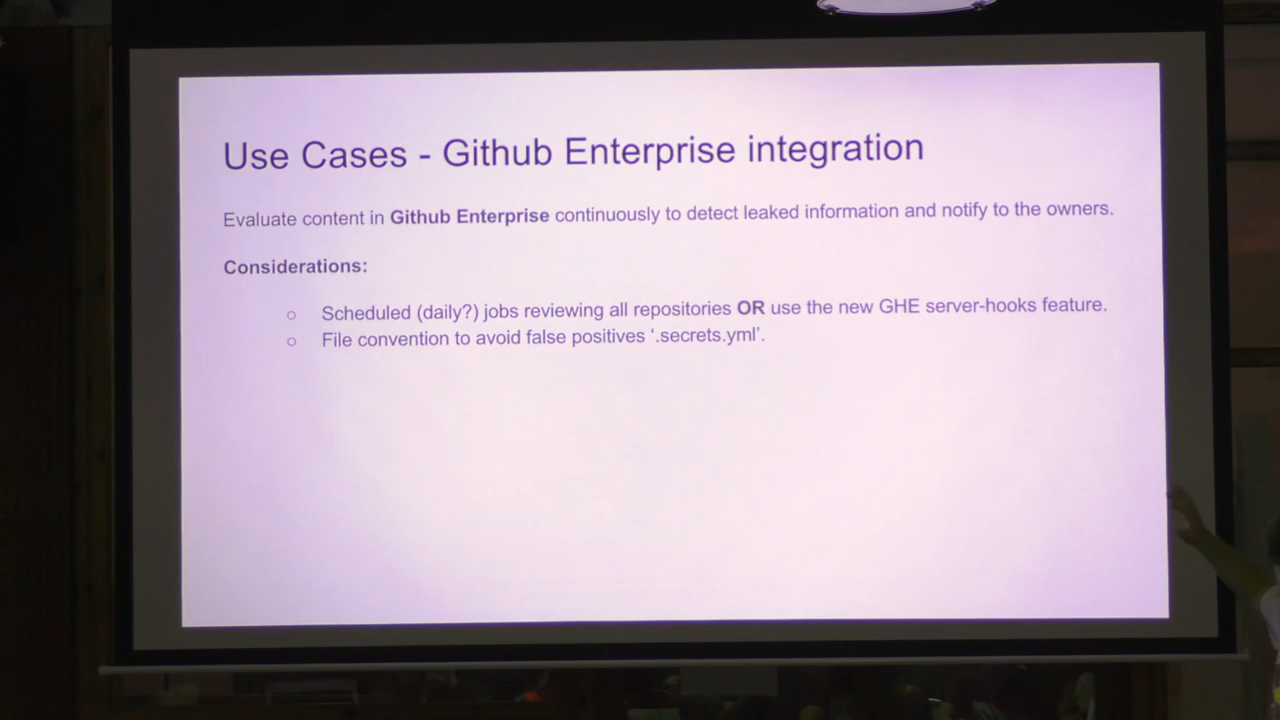 Use Cases - Github Enterprise integration
Evaluate content in Github Enterprise continuously to detect leaked information and notify to the owners.
Considerations:
○ Scheduled (daily?) jobs reviewing all repositories OR use the new GHE server-hooks feature.
○ File convention to avoid false positives ‘.secrets.yml’.